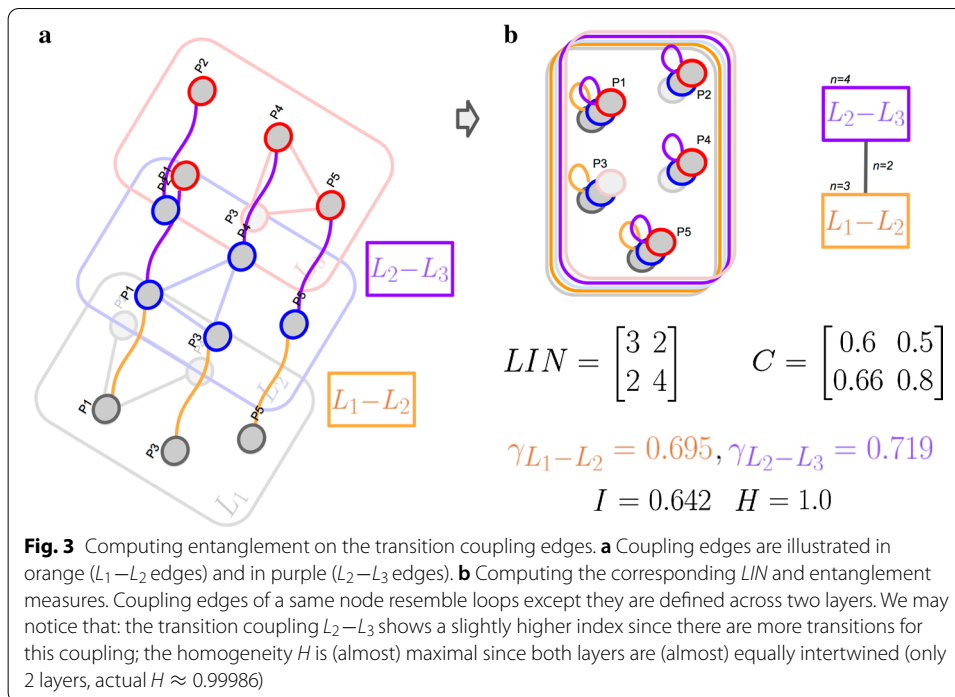 a
P2
P4
P1
P2
P5
P3
P4
L3
L2–L3
P1
P5
P3
L2
L1–L2
P1
P5
P3
L1
b
P1
P2
P3
P4
P5
n=4
L2–L3
n=2
n=3
L1–L2
LIN = [3 2
2 4]
C = [0.6 0.5
0.66 0.8]
γL1−L2 = 0.695, γL2−L3 = 0.719
I = 0.642 H = 1.0
Fig. 3 Computing entanglement on the transition coupling edges. a Coupling edges are illustrated in
orange (L1−L2 edges) and in purple (L2−L3 edges). b Computing the corresponding LIN and entanglement
measures. Coupling edges of a same node resemble loops except they are defined across two layers. We may
notice that: the transition coupling L2−L3 shows a slightly higher index since there are more transitions for
this coupling; the homogeneity H is (almost) maximal since both layers are (almost) equally intertwined (only
2 layers, actual H ≈ 0.99986)